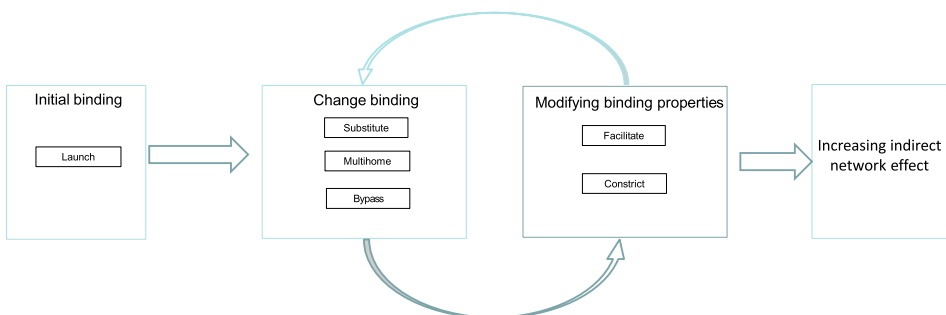 Initial binding
Launch
Change binding
Substitute
Multihome
Bypass
Modifying binding properties
Facilitate
Constrict
Increasing indirect
network effect